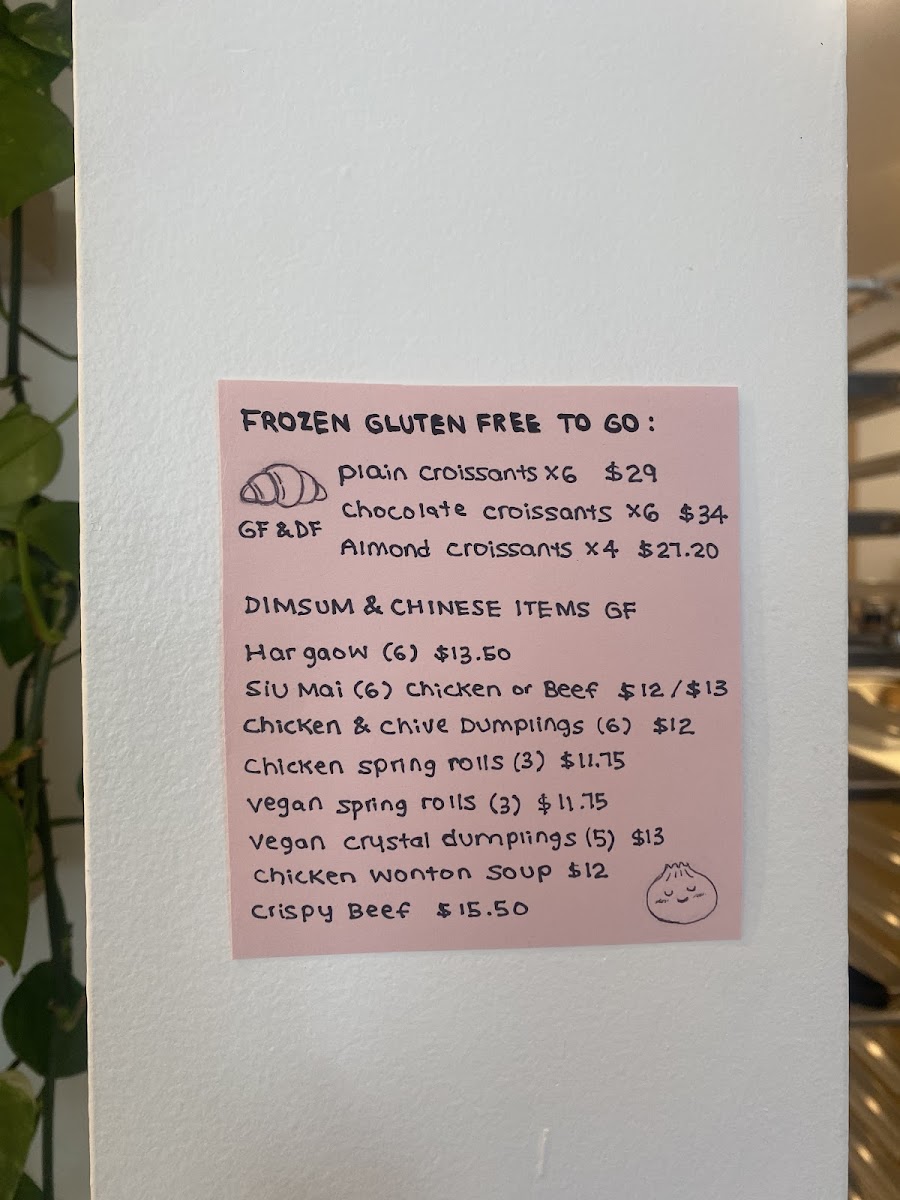 FROZEN GLUTEN FREE TO GO:
plain croissants x6 $29
GF & DF
chocolate croissants x6 $34
Almond croissants x4 $27.20
DIMSUM & CHINESE ITEMS GF
Har gaow (6) $13.50
Siu Mai (6) Chicken or Beef $12/$13
Chicken & Chive Dumplings (6) $12
Chicken spring rolls (3) $11.75
vegan spring rolls (3) $11.75
vegan crystal dumplings (5) $13
Chicken wonton soup $12
Crispy Beef $15.50